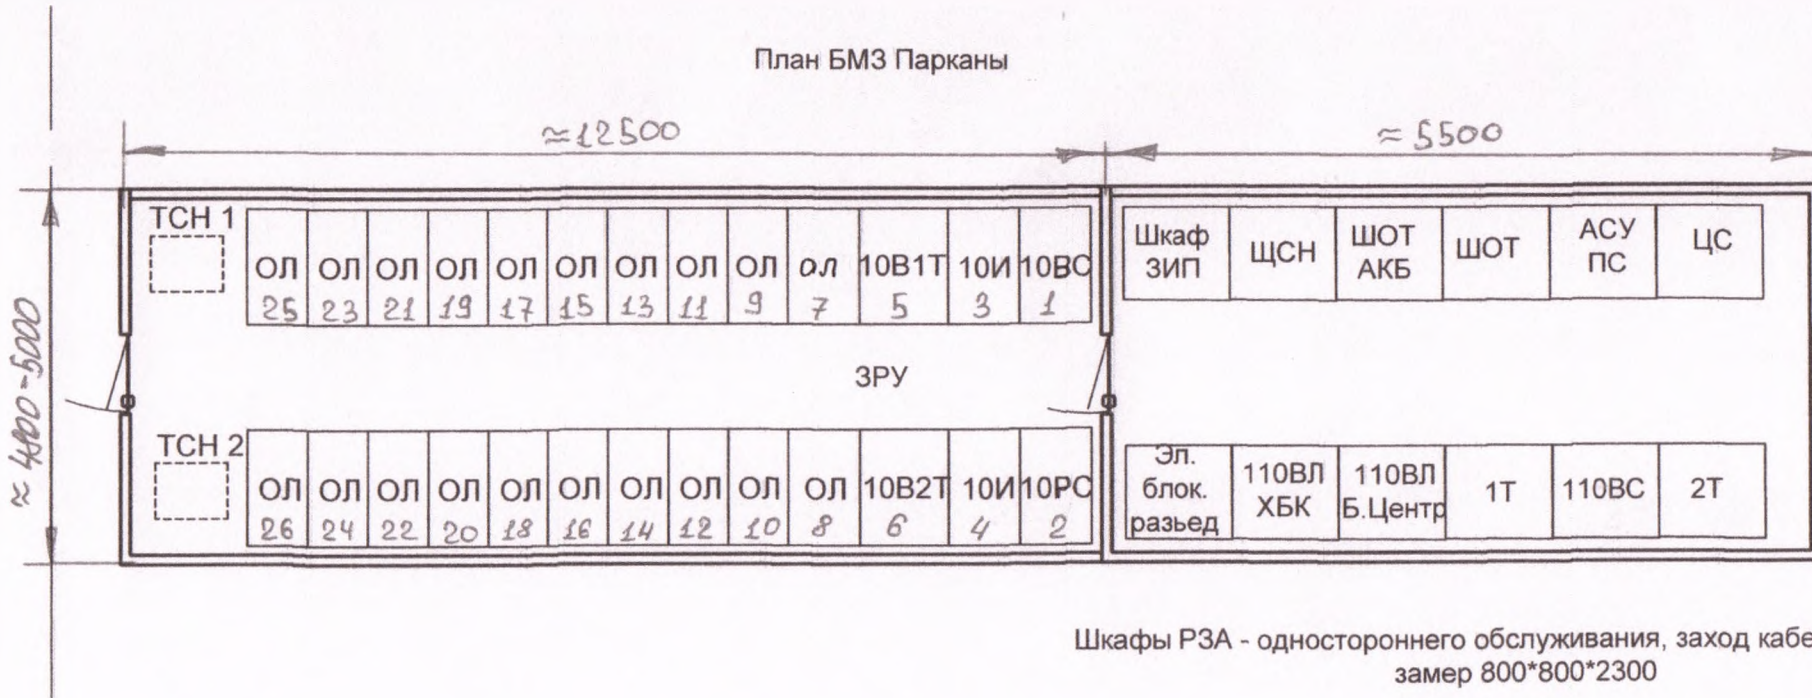 План БМЗ Парканы
≈12500
≈5500
ТСН 1
ОЛ ОЛ ОЛ ОЛ ОЛ ОЛ ОЛ ОЛ ОЛ ОЛ 10В1Т 10И 10ВС
25 23 21 19 17 15 13 11 9 7 5 3 1
Шкаф ЗИП
ЩСН
ШОТ АКБ
ШОТ
АСУ ПС
ЦС
ЗРУ
ТСН 2
ОЛ ОЛ ОЛ ОЛ ОЛ ОЛ ОЛ ОЛ ОЛ ОЛ 10В2Т 10И 10РС
26 24 22 20 18 16 14 12 10 8 6 4 2
Эл. блок. разьед
110ВЛ ХБК
110ВЛ Б.Центр
1Т
110ВС
2Т
Шкафы РЗА - одностороннего обслуживания, заход
замер 800*800*2300